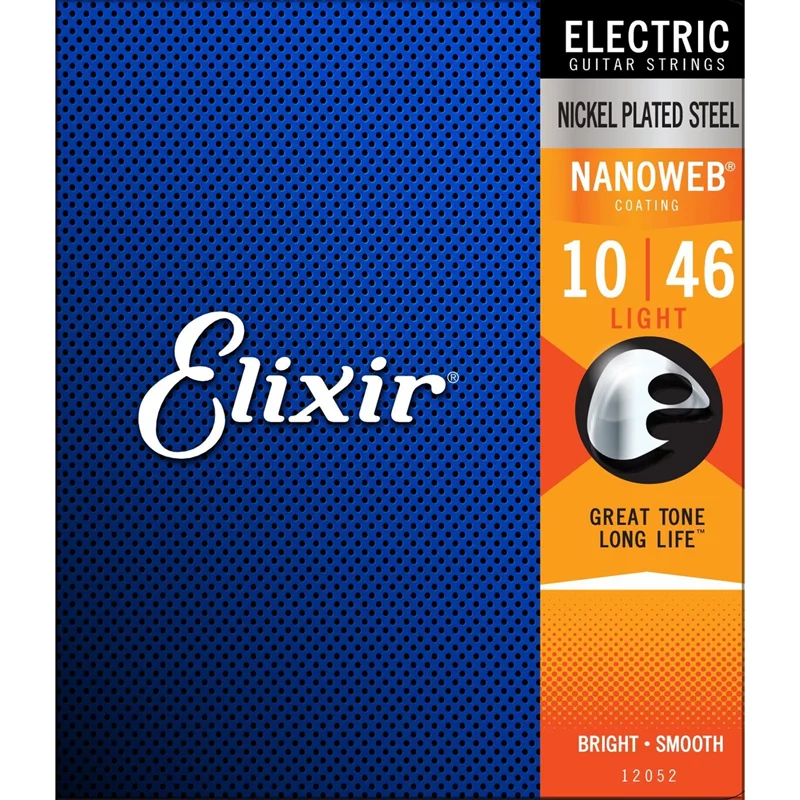 ELECTRIC
GUITAR STRINGS
NICKEL PLATED STEEL
NANOWEB®
COATING
10 | 46
LIGHT
Elixir®
GREAT TONE
LONG LIFE™
BRIGHT • SMOOTH
12052